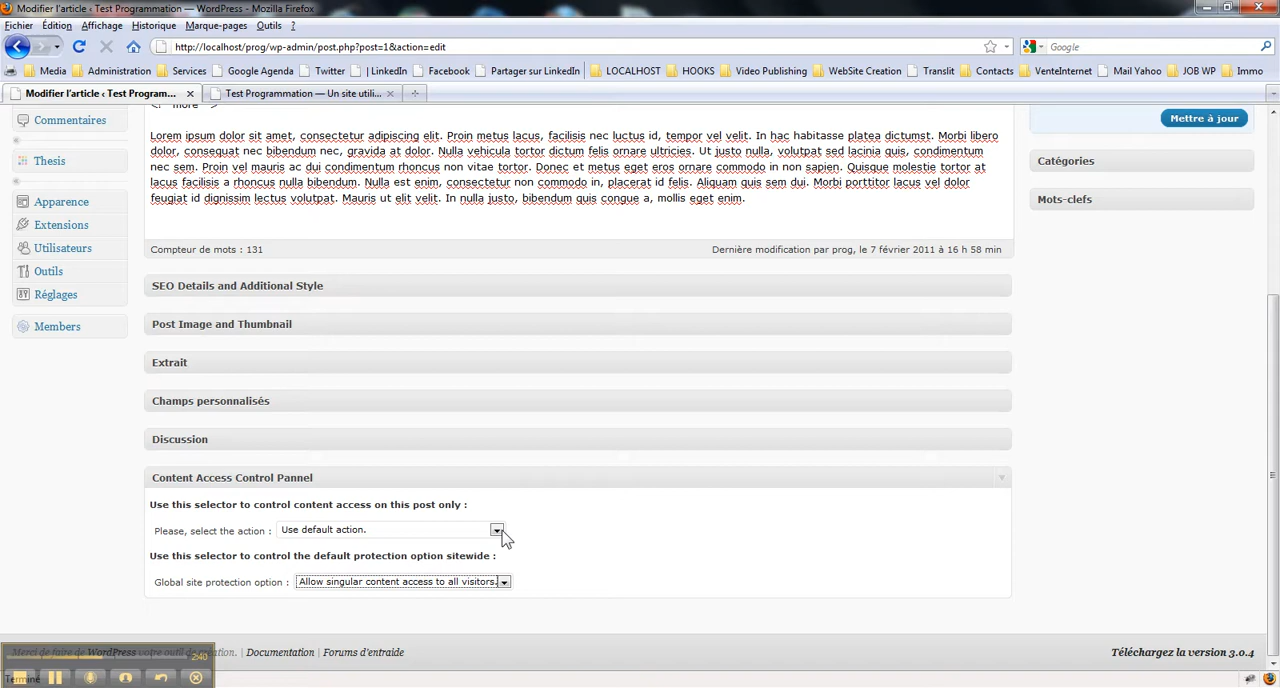 Modifier l'article ‹ Test Programmation — WordPress - Mozilla Firefox
Fichier Édition Affichage Historique Marque-pages Outils ?
http://localhost/prog/wp-admin/post.php?post=1&action=edit
Google
Media Administration Services Google Agenda Twitter | LinkedIn Facebook Partager sur LinkedIn LOCALHOST HOOCs Video Publishing WebSite Creation Translit Contacts VenteInternet Mail Yahoo JOB WP Immo
Modifier l'article ‹ Test Program... Test Programmation — Un site utili...
Commentaires
Thesis
Apparence
Extensions
Utilisateurs
Outils
Réglages
Members
<!--more-->
Lorem ipsum dolor sit amet, consectetur adipiscing elit. Proin metus lacus, facilisis nec luctus id, tempor vel velit. In hac habitasse platea dictumst. Morbi libero
dolor, consequat nec bibendum nec, gravida at dolor. Nulla vehicula tortor dictum felis ornare ultricies. Ut justo nulla, volutpat sed lacinia quis, condimentum
nec sem. Proin vel mauris ac dui condimentum rhoncus non vitae tortor. Donec et metus eget eros ornare commodo in non sapien. Quisque molestie tortor at
lacus facilisis a rhoncus nulla bibendum. Nulla est enim, consectetur non commodo in, placerat id felis. Aliquam quis sem dui. Morbi porttitor lacus vel dolor
feugiat id dignissim lectus volutpat. Mauris ut elit velit. In nulla justo, bibendum quis congue a, mollis eget enim.
Compteur de mots : 131
Dernière modification par prog, le 7 février 2011 à 16 h 58 min
SEO Details and Additional Style
Post Image and Thumbnail
Extrait
Champs personnalisés
Discussion
Content Access Control Pannel
Use this selector to control content access on this post only :
Please, select the action : Use default action.
Use this selector to control the default protection option sitewide :
Global site protection option : Allow singular content access to all visitors.
Mettre à jour
Catégories
Mots-clefs
Merci de faire de WordPress votre outil de création. | Documentation | Forums d'entraide
Téléchargez la version 3.0.4
2:40
Terminé